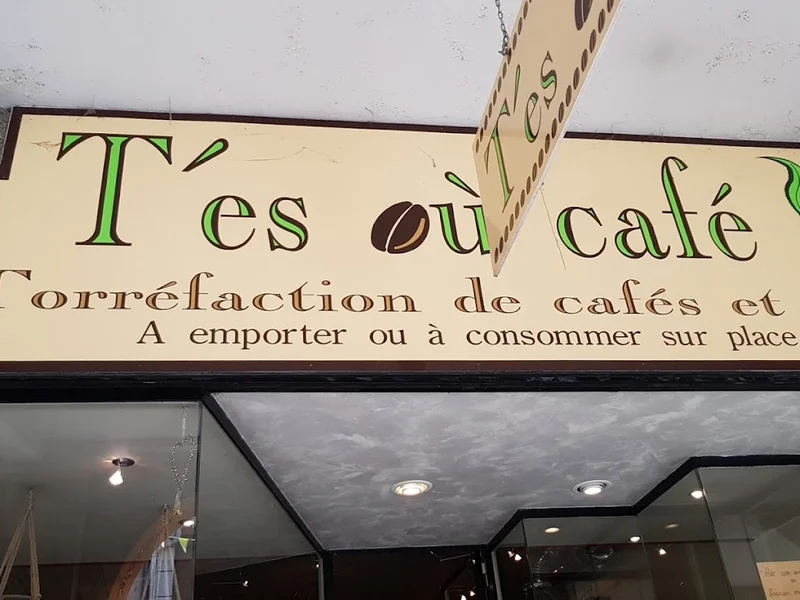 T'es où café
Torréfaction de cafés et
A emporter ou à consommer sur place
T'es